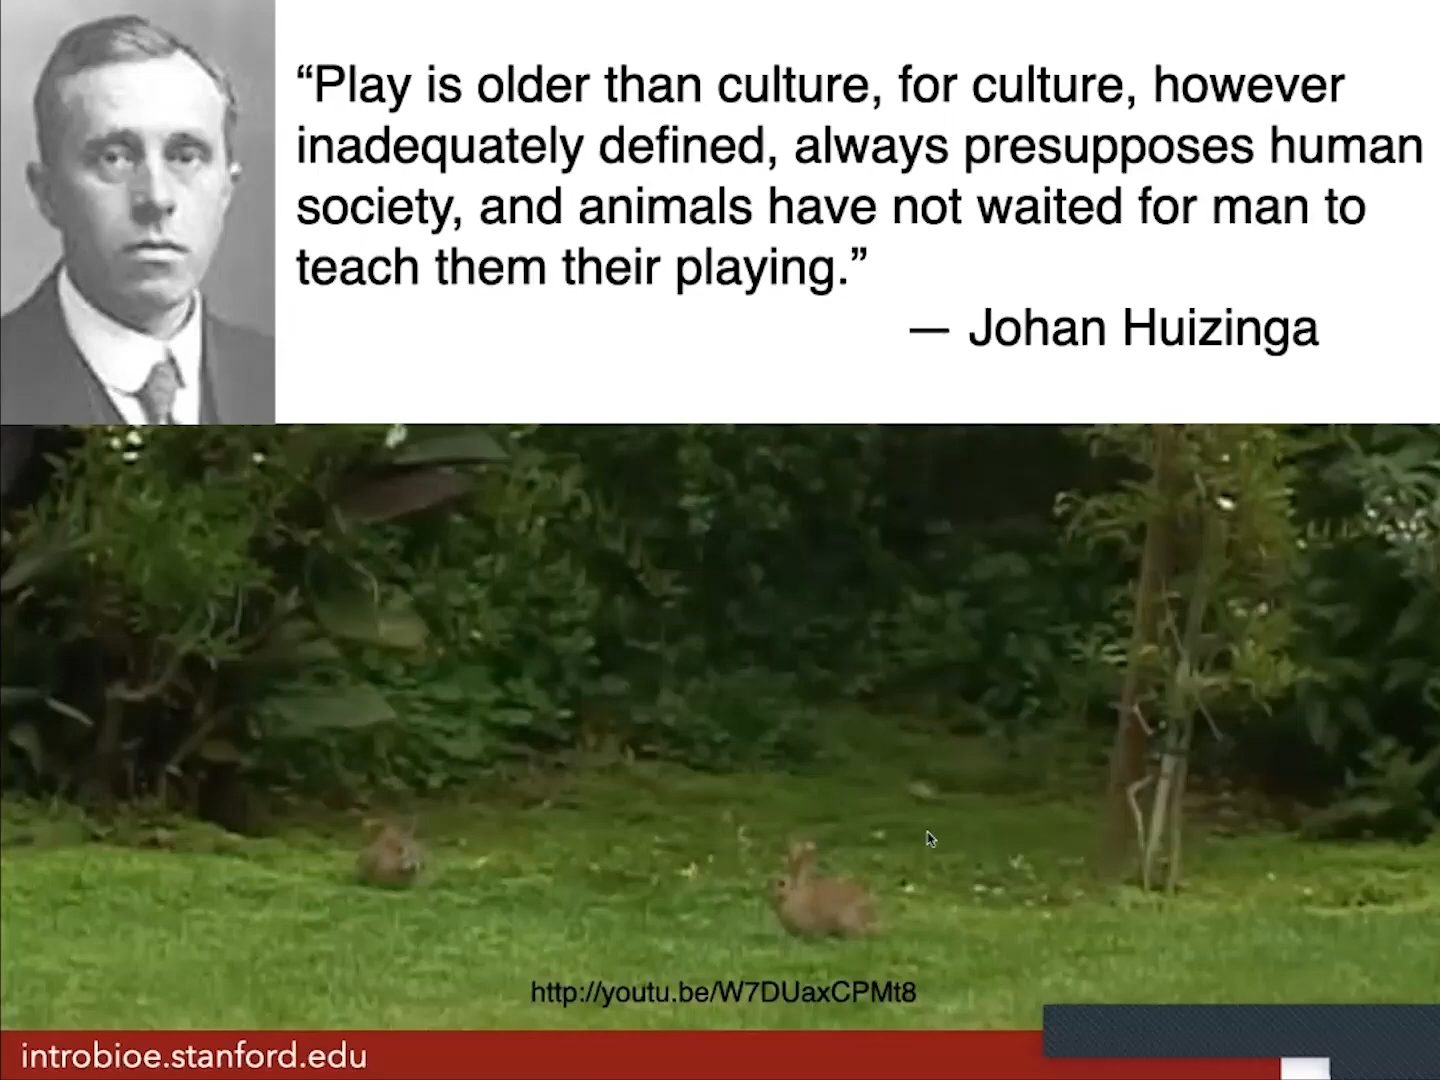 “Play is older than culture, for culture, however
inadequately defined, always presupposes human
society, and animals have not waited for man to
teach them their playing.”
— Johan Huizinga
http://youtu.be/W7DUaxCPMt8
introbioe.stanford.edu